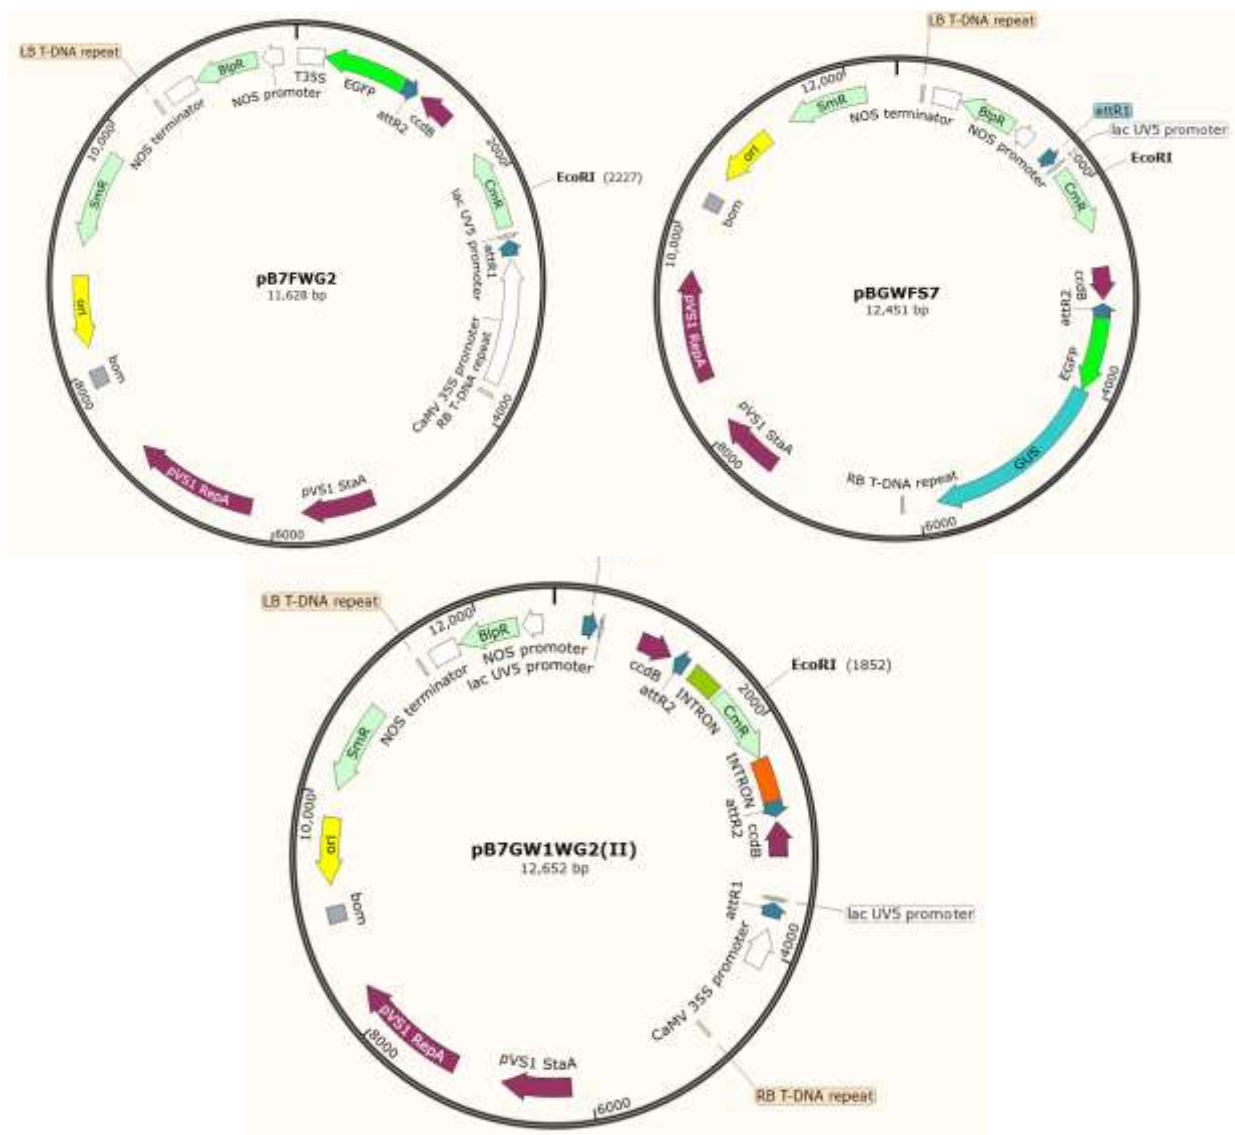 LB T-DNA repeat
BlpR
T35S
EGFP
NOS promoter
attR2
ccdB
NOS terminator
10,000
2000
EcoRI (2227)
SmR
CmR
lac UV5 promoter
attR1
pB7FWG2
11,628 bp
ori
CaMV 35S promoter
RB T-DNA repeat
bom
8000
4000
pVS1 RepA
pVS1 StaA
6000
LB T-DNA repeat
12,000
SmR
NOS terminator
BlpR
NOS promoter
attR1
lac UV5 promoter
2000
EcoRI
ori
CmR
bom
10,000
pBGWFS7
12,451 bp
ccdB
attR2
pVS1 RepA
EGFP
4000
pVS1 StaA
8000
GUS
RB T-DNA repeat
6000
LB T-DNA repeat
12,000
BlpR
NOS promoter
lac UV5 promoter
NOS terminator
ccdB
attR2
INTRON
EcoRI (1852)
2000
CmR
SmR
INTRON
attR2
ccdB
10,000
ori
pB7GW1WG2(II)
12,652 bp
bom
attR1
lac UV5 promoter
4000
CaMV 35S promoter
pVS1 RepA
8000
pVS1 StaA
RB T-DNA repeat
6000